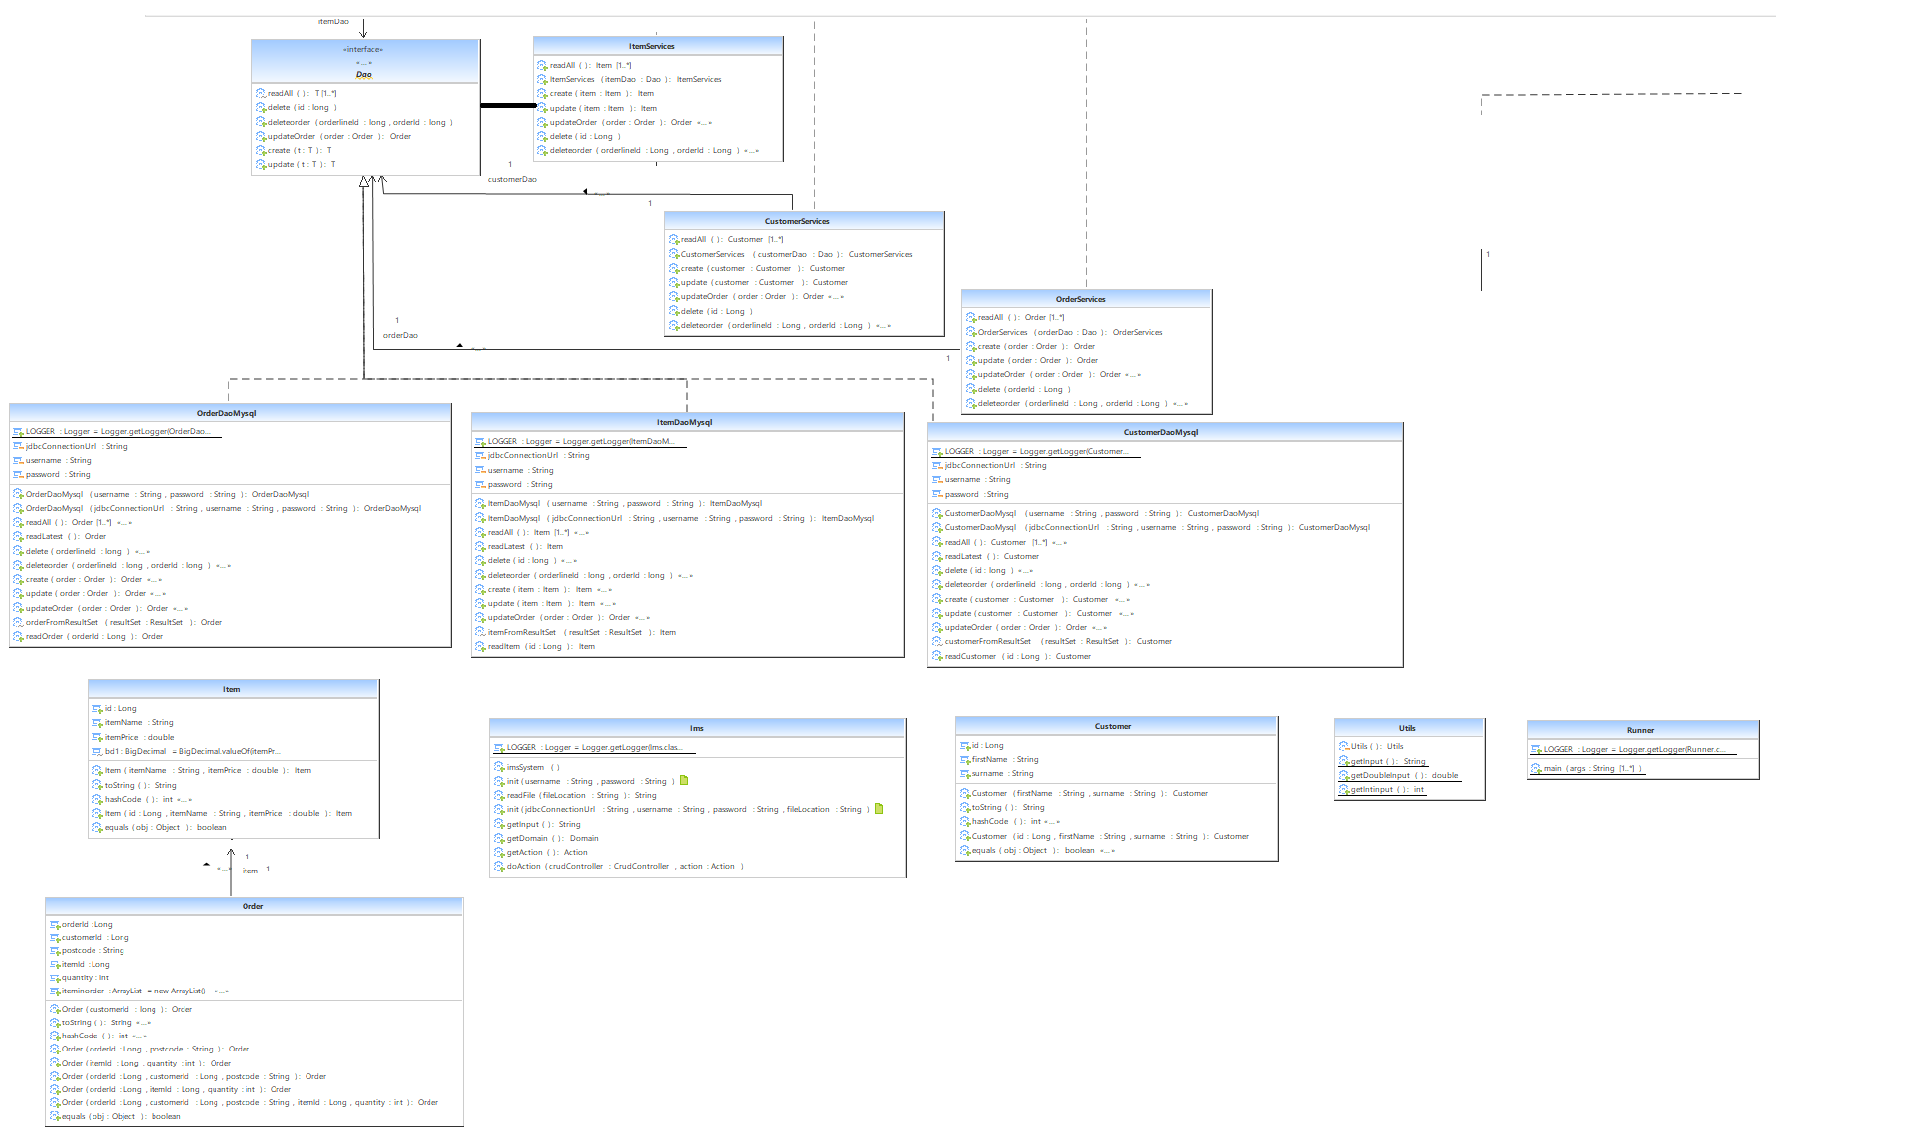 itemDao
«interface»
«...»
Dao
readAll ( ): T [1..*]
delete (id : long )
deleteorder (orderlineId : long , orderId : long )
updateOrder (order : Order ): Order
create (t : T ): T
update (t : T ): T
ItemServices
readAll ( ): Item [1..*]
ItemServices (itemDao : Dao ): ItemServices
create (item : Item ): Item
update (item : Item ): Item
updateOrder (order : Order ): Order «...»
delete (id : Long )
deleteorder (orderlineId : Long , orderId : Long ) «...»
1
customerDao
«...»
1
CustomerServices
readAll ( ): Customer [1..*]
CustomerServices (customerDao : Dao ): CustomerServices
create (customer : Customer ): Customer
update (customer : Customer ): Customer
updateOrder (order : Order ): Order «...»
delete (id : Long )
deleteorder (orderlineId : Long , orderId : Long ) «...»
1
OrderServices
readAll ( ): Order [1..*]
OrderServices (orderDao : Dao ): OrderServices
create (order : Order ): Order
update (order : Order ): Order
updateOrder (order : Order ): Order «...»
delete (orderId : Long )
deleteorder (orderlineId : Long , orderId : Long ) «...»
1
orderDao
«...»
1
OrderDaoMysql
LOGGER : Logger = Logger.getLogger(OrderDao...
jdbcConnectionUrl : String
username : String
password : String
OrderDaoMysql (username : String , password : String ): OrderDaoMysql
OrderDaoMysql (jdbcConnectionUrl : String , username : String , password : String ): OrderDaoMysql
readAll ( ): Order [1..*] «...»
readLatest ( ): Order
delete (orderlineId : long ) «...»
deleteorder (orderlineId : long , orderId : long ) «...»
create (order : Order ): Order «...»
update (order : Order ): Order «...»
updateOrder (order : Order ): Order «...»
orderFromResultSet (resultSet : ResultSet ): Order
readOrder (orderId : Long ): Order
ItemDaoMysql
LOGGER : Logger = Logger.getLogger(ItemDaoM...
jdbcConnectionUrl : String
username : String
password : String
ItemDaoMysql (username : String , password : String ): ItemDaoMysql
ItemDaoMysql (jdbcConnectionUrl : String , username : String , password : String ): ItemDaoMysql
readAll ( ): Item [1..*] «...»
readLatest ( ): Item
delete (id : long ) «...»
deleteorder (orderlineId : long , orderId : long ) «...»
create (item : Item ): Item «...»
update (item : Item ): Item «...»
updateOrder (order : Order ): Order «...»
itemFromResultSet (resultSet : ResultSet ): Item
readItem (id : Long ): Item
CustomerDaoMysql
LOGGER : Logger = Logger.getLogger(Customer...
jdbcConnectionUrl : String
username : String
password : String
CustomerDaoMysql (username : String , password : String ): CustomerDaoMysql
CustomerDaoMysql (jdbcConnectionUrl : String , username : String , password : String ): CustomerDaoMysql
readAll ( ): Customer [1..*] «...»
readLatest ( ): Customer
delete (id : long ) «...»
deleteorder (orderlineId : long , orderId : long ) «...»
create (customer : Customer ): Customer «...»
update (customer : Customer ): Customer «...»
updateOrder (order : Order ): Order «...»
customerFromResultSet (resultSet : ResultSet ): Customer
readCustomer (id : Long ): Customer
Item
id : Long
itemName : String
itemPrice : double
bd1 : BigDecimal = BigDecimal.valueOf(itemPr...
Item (itemName : String , itemPrice : double ): Item
toString ( ): String
hashCode ( ): int «...»
Item (id : Long , itemName : String , itemPrice : double ): Item
equals (obj : Object ): boolean
1
«...»
item 1
Ims
LOGGER : Logger = Logger.getLogger(Ims.clas...
imsSystem ( )
init (username : String , password : String )
readFile (fileLocation : String ): String
init (jdbcConnectionUrl : String , username : String , password : String , fileLocation : String )
getInput ( ): String
getDomain ( ): Domain
getAction ( ): Action
doAction (crudController : CrudController , action : Action )
Customer
id : Long
firstName : String
surname : String
Customer (firstName : String , surname : String ): Customer
toString ( ): String
hashCode ( ): int «...»
Customer (id : Long , firstName : String , surname : String ): Customer
equals (obj : Object ): boolean «...»
Utils
Utils ( ): Utils
getInput ( ): String
getDoubleInput ( ): double
getIntInput ( ): int
Runner
LOGGER : Logger = Logger.getLogger(Runner.c...
main (args : String [1..*] )
Order
orderId : Long
customerId : Long
postcode : String
itemId : Long
quantity : int
iteminorder : ArrayList = new ArrayList() «...»
Order (customerId : long ): Order
toString ( ): String «...»
hashCode ( ): int «...»
Order (orderId : Long , postcode : String ): Order
Order (itemId : Long , quantity : int ): Order
Order (orderId : Long , customerId : Long , postcode : String ): Order
Order (orderId : Long , itemId : Long , quantity : int ): Order
Order (orderId : Long , customerId : Long , postcode : String , itemId : Long , quantity : int ): Order
equals (obj : Object ): boolean